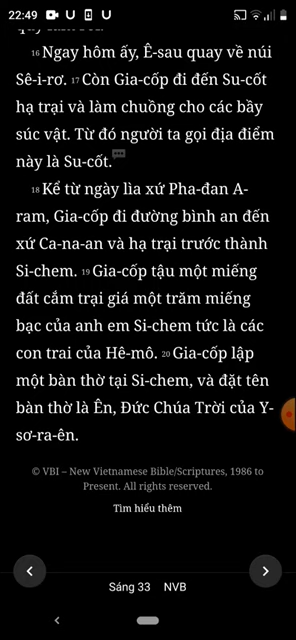 22:49
16 Ngay hôm ấy, Ê-sau quay về núi
Sê-i-rơ. 17 Còn Gia-cốp đi đến Su-cốt
hạ trại và làm chuồng cho các bầy
súc vật. Từ đó người ta gọi địa điểm
này là Su-cốt.
18 Kể từ ngày lìa xứ Pha-đan A-
ram, Gia-cốp đi đường bình an đến
xứ Ca-na-an và hạ trại trước thành
Si-chem. 19 Gia-cốp tậu một miếng
đất cắm trại giá một trăm miếng
bạc của anh em Si-chem tức là các
con trai của Hê-mô. 20 Gia-cốp lập
một bàn thờ tại Si-chem, và đặt tên
bàn thờ là Ên, Đức Chúa Trời của Y-
sơ-ra-ên.
© VBI – New Vietnamese Bible/Scriptures, 1986 to
Present. All rights reserved.
Tìm hiểu thêm
Sáng 33 NVB